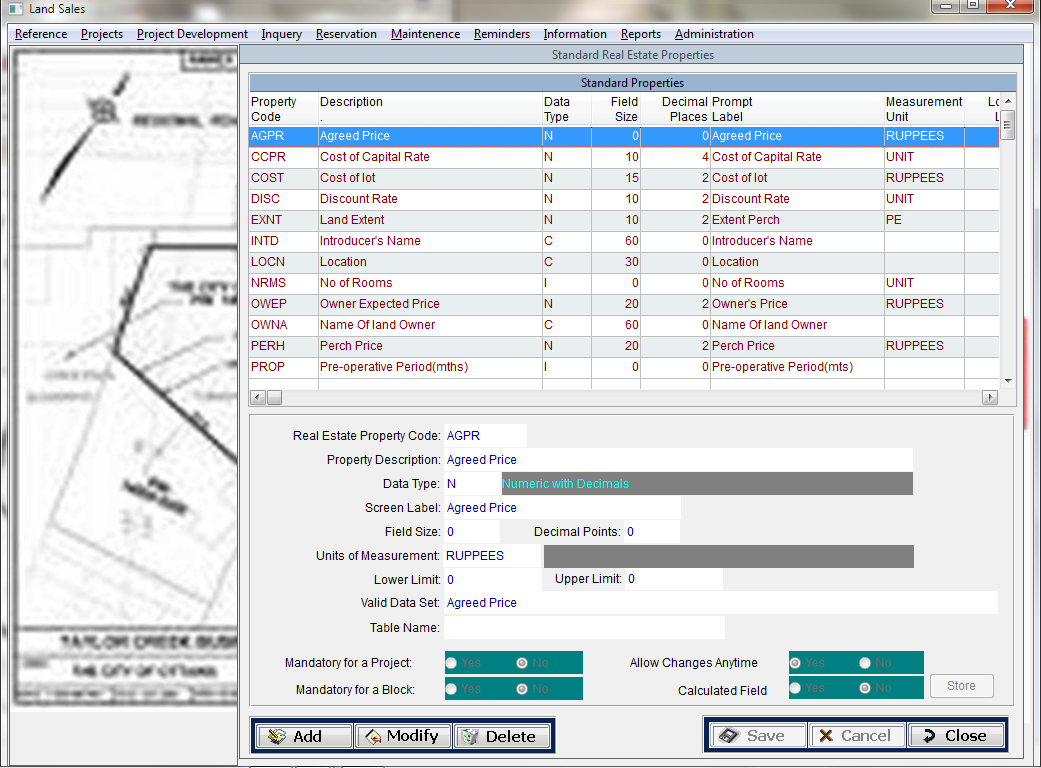 Land Sales
Reference Projects Project Development Inquery Reservation Maintenence Reminders Information Reports Administration
Standard Real Estate Properties
Standard Properties
Property Description Data Field Decimal Prompt Measurement Lo
Code . Type Size Places Label Unit L
AGPR Agreed Price N 0 0 Agreed Price RUPPEES
CCPR Cost of Capital Rate N 10 4 Cost of Capital Rate UNIT
COST Cost of lot N 15 2 Cost of lot RUPPEES
DISC Discount Rate N 10 2 Discount Rate UNIT
EXNT Land Extent N 10 2 Extent Perch PE
INTD Introducer's Name C 60 0 Introducer's Name
LOCN Location C 30 0 Location
NRMS No of Rooms I 0 0 No of Rooms UNIT
OWEP Owner Expected Price N 20 2 Owner's Price RUPPEES
OWNA Name Of land Owner C 60 0 Name Of land Owner
PERH Perch Price N 20 2 Perch Price RUPPEES
PROP Pre-operative Period(mths) I 0 0 Pre-operative Period(mts)
Real Estate Property Code: AGPR
Property Description: Agreed Price
Data Type: N Numeric with Decimals
Screen Label: Agreed Price
Field Size: 0 Decimal Points: 0
Units of Measurement: RUPPEES
Lower Limit: 0 Upper Limit: 0
Valid Data Set: Agreed Price
Table Name:
Mandatory for a Project: Yes No Allow Changes Anytime Yes No
Mandatory for a Block: Yes No Calculated Field Yes No Store
Add Modify Delete Save Cancel Close
TAYLOR CREEK BUSI
THE CITY OF OTTAWA